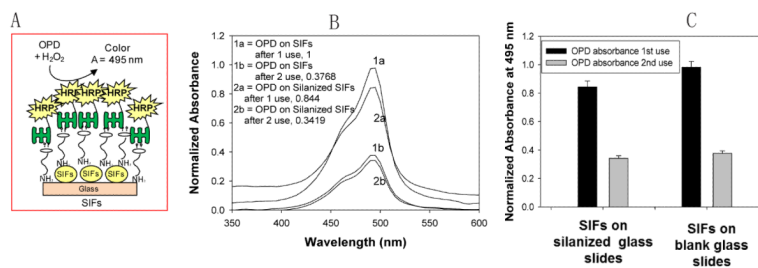 A
OPD
+ H₂O₂
Color
A = 495 nm
HRP
HRP
HRP
HRP
HRP
NH₂
NH₂
NH₂
NH₂
NH₂
SIFs
SIFs
SIFs
Glass
SIFs
B
Normalized Absorbance
1.2
1.0
0.8
0.6
0.4
0.2
0.0
1a = OPD on SIFs
after 1 use, 1
1b = OPD on SIFs
after 2 use, 0.3768
2a = OPD on Silanized SIFs
after 1 use, 0.844
2b = OPD on Silanized SIFs
after 2 use, 0.3419
1a
2a
1b
2b
350
400
450
500
550
600
Wavelength (nm)
C
Normalized Absorbance at 495 nm
1.2
1.0
0.8
0.6
0.4
0.2
0.0
OPD absorbance 1st use
OPD absorbance 2nd use
SIFs on
silanized glass
slides
SIFs on
blank glass
slides